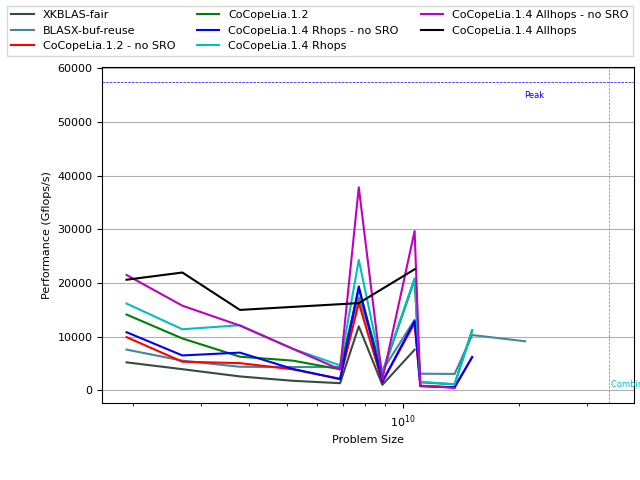 XKBLAS-fair
BLASX-buf-reuse
CoCopeLia.1.2 - no SRO
CoCopeLia.1.2
CoCopeLia.1.4 Rhops - no SRO
CoCopeLia.1.4 Rhops
CoCopeLia.1.4 Allhops - no SRO
CoCopeLia.1.4 Allhops
60000
50000
40000
30000
20000
10000
0
Performance (Gflops/s)
Peak
Combin
10^10
Problem Size